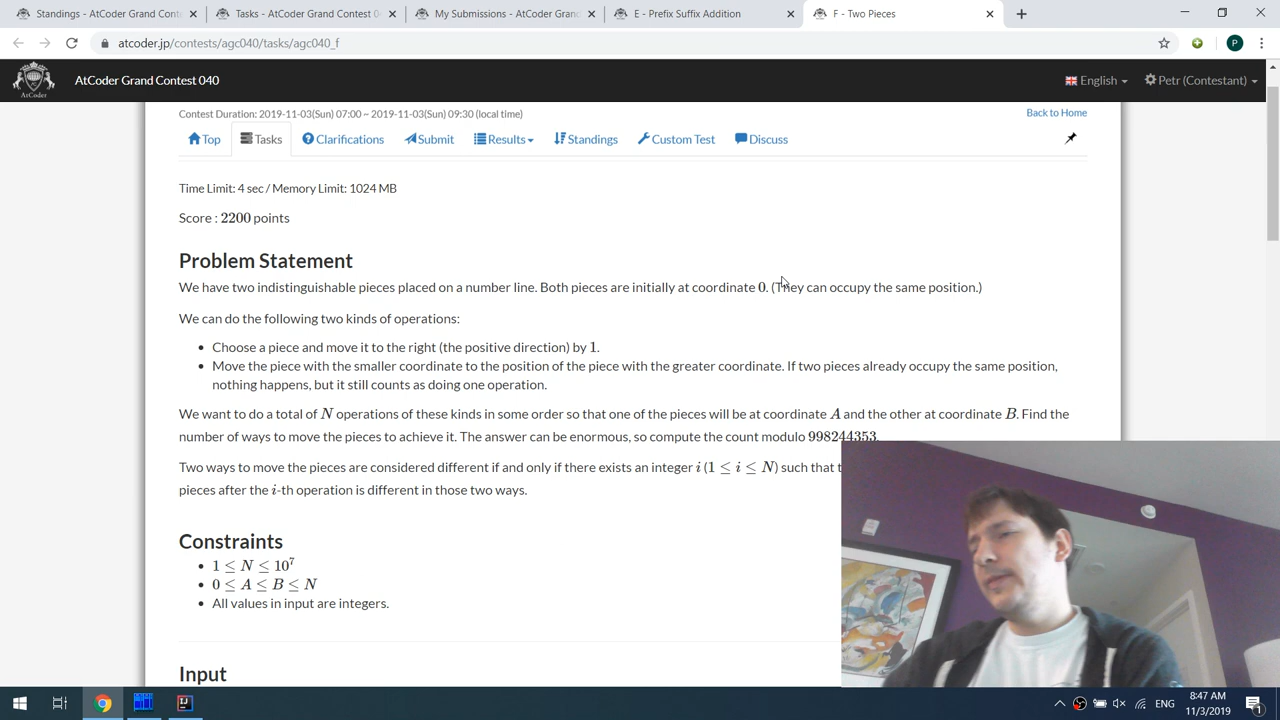 Standings - AtCoder Grand Cont
Tasks - AtCoder Grand Contest 0
My Submissions - AtCoder Gran
E - Prefix Suffix Addition
F - Two Pieces
atcoder.jp/contests/agc040/tasks/agc040_f
P
AtCoder
AtCoder Grand Contest 040
English
Petr (Contestant)
Contest Duration: 2019-11-03(Sun) 07:00 ~ 2019-11-03(Sun) 09:30 (local time)
Back to Home
Top
Tasks
Clarifications
Submit
Results
Standings
Custom Test
Discuss
Time Limit: 4 sec / Memory Limit: 1024 MB
Score : 2200 points
Problem Statement
We have two indistinguishable pieces placed on a number line. Both pieces are initially at coordinate 0. (They can occupy the same position.)
We can do the following two kinds of operations:
• Choose a piece and move it to the right (the positive direction) by 1.
• Move the piece with the smaller coordinate to the position of the piece with the greater coordinate. If two pieces already occupy the same position,
nothing happens, but it still counts as doing one operation.
We want to do a total of N operations of these kinds in some order so that one of the pieces will be at coordinate A and the other at coordinate B. Find the
number of ways to move the pieces to achieve it. The answer can be enormous, so compute the count modulo 998244353.
Two ways to move the pieces are considered different if and only if there exists an integer i (1 ≤ i ≤ N) such that
pieces after the i-th operation is different in those two ways.
Constraints
• 1 ≤ N ≤ 10⁷
• 0 ≤ A ≤ B ≤ N
• All values in input are integers.
Input
ENG
8:47 AM
11/3/2019
1